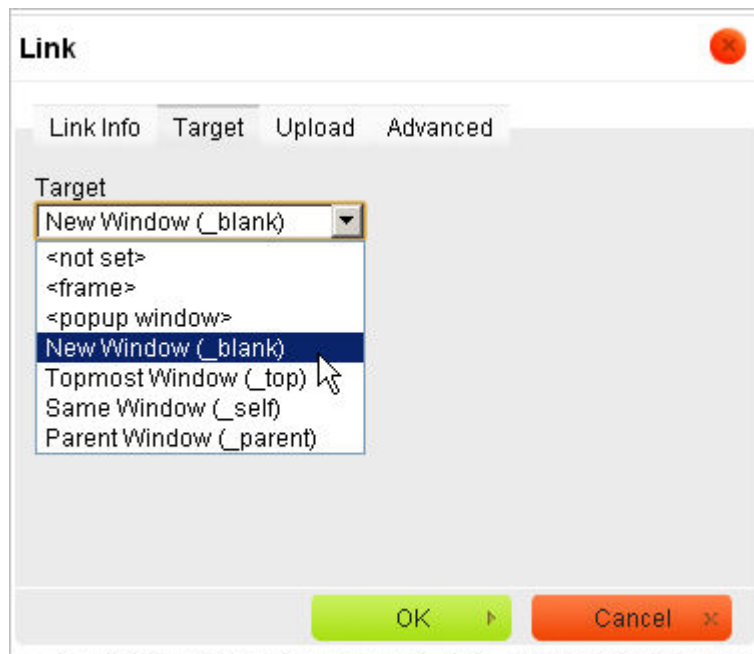 Link
Link Info Target Upload Advanced
Target
New Window (_blank)
<not set>
<frame>
<popup window>
New Window (_blank)
Topmost Window (_top)
Same Window (_self)
Parent Window (_parent)
OK Cancel